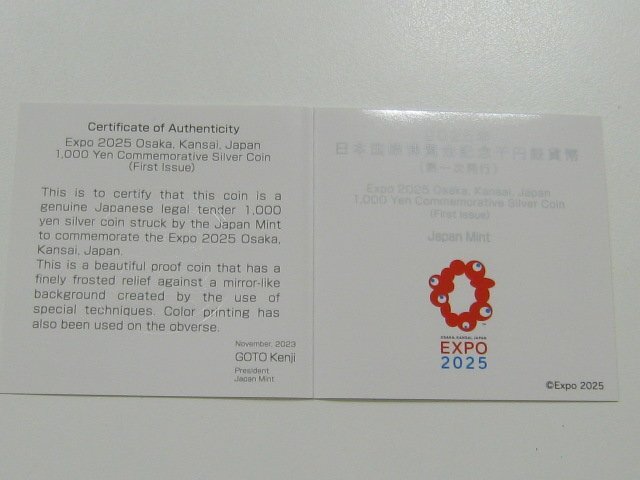 Certificate of Authenticity
Expo 2025 Osaka, Kansai, Japan
1,000 Yen Commemorative Silver Coin
(First Issue)
This is to certify that this coin is a
genuine Japanese legal tender 1,000
yen silver coin struck by the Japan Mint
to commemorate the Expo 2025 Osaka,
Kansai, Japan.
This is a beautiful proof coin that has a
finely frosted relief against a mirror-like
background created by the use of
special techniques. Color printing has
also been used on the obverse.
November, 2023
GOTO Kenji
President
Japan Mint
日本国際博覧会記念千円銀貨幣
(第一次発行)
Expo 2025 Osaka, Kansai, Japan
1,000 Yen Commemorative Silver Coin
(First Issue)
Japan Mint
OSAKA, KANSAI, JAPAN
EXPO
2025
©Expo 2025